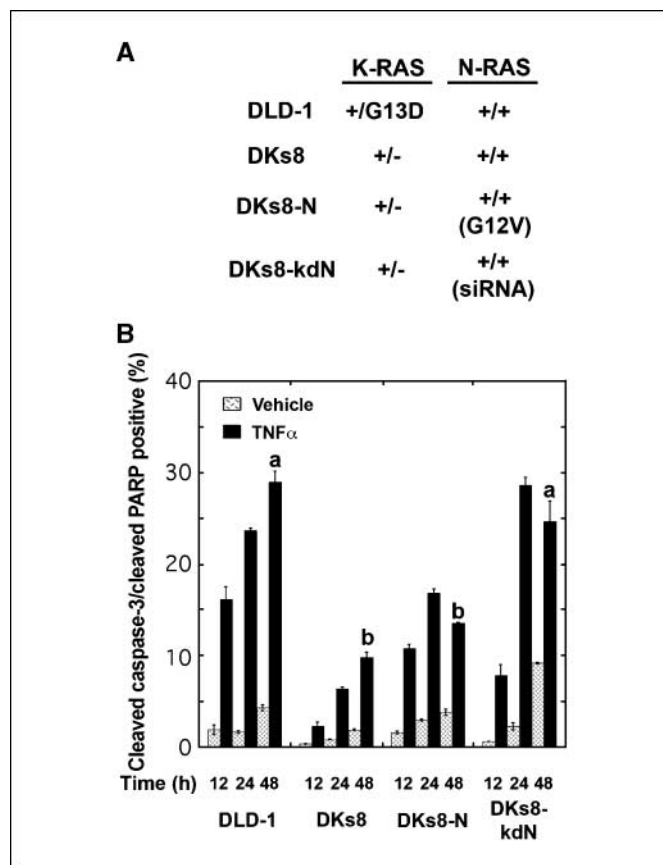 A
K-RAS N-RAS
DLD-1 +/G13D +/+
DKs8 +/- +/+
DKs8-N +/- +/+
(G12V)
DKs8-kdN +/- +/+
(siRNA)
B
Cleaved caspase-3/cleaved PARP positive (%)
40
30
20
10
0
Vehicle
TNFα
a
b
b
a
Time (h) 12 24 48 12 24 48 12 24 48 12 24 48
DLD-1 DKs8 DKs8-N DKs8-
kdN